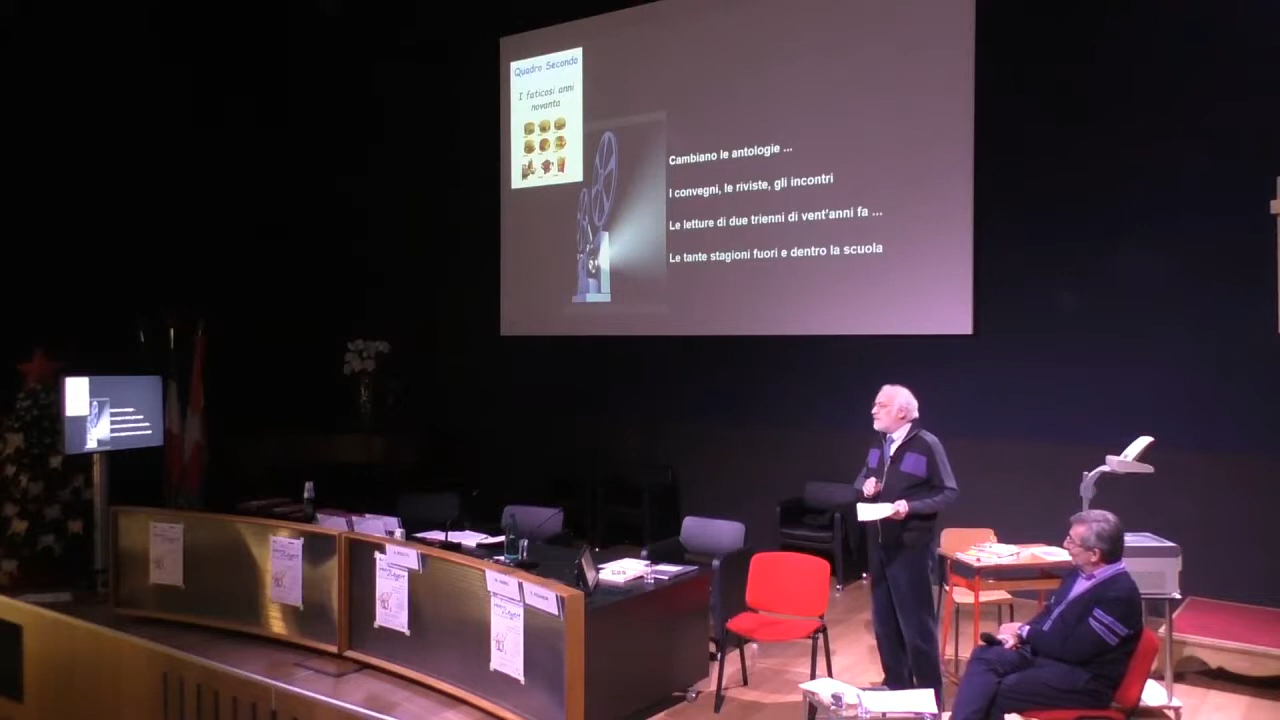 Quadro Secondo
I faticosi anni
novanta
Cambiano le antologie ...
I convegni, le riviste, gli incontri
Le letture di due trienni di vent'anni fa ...
Le tante stagioni fuori e dentro la scuola